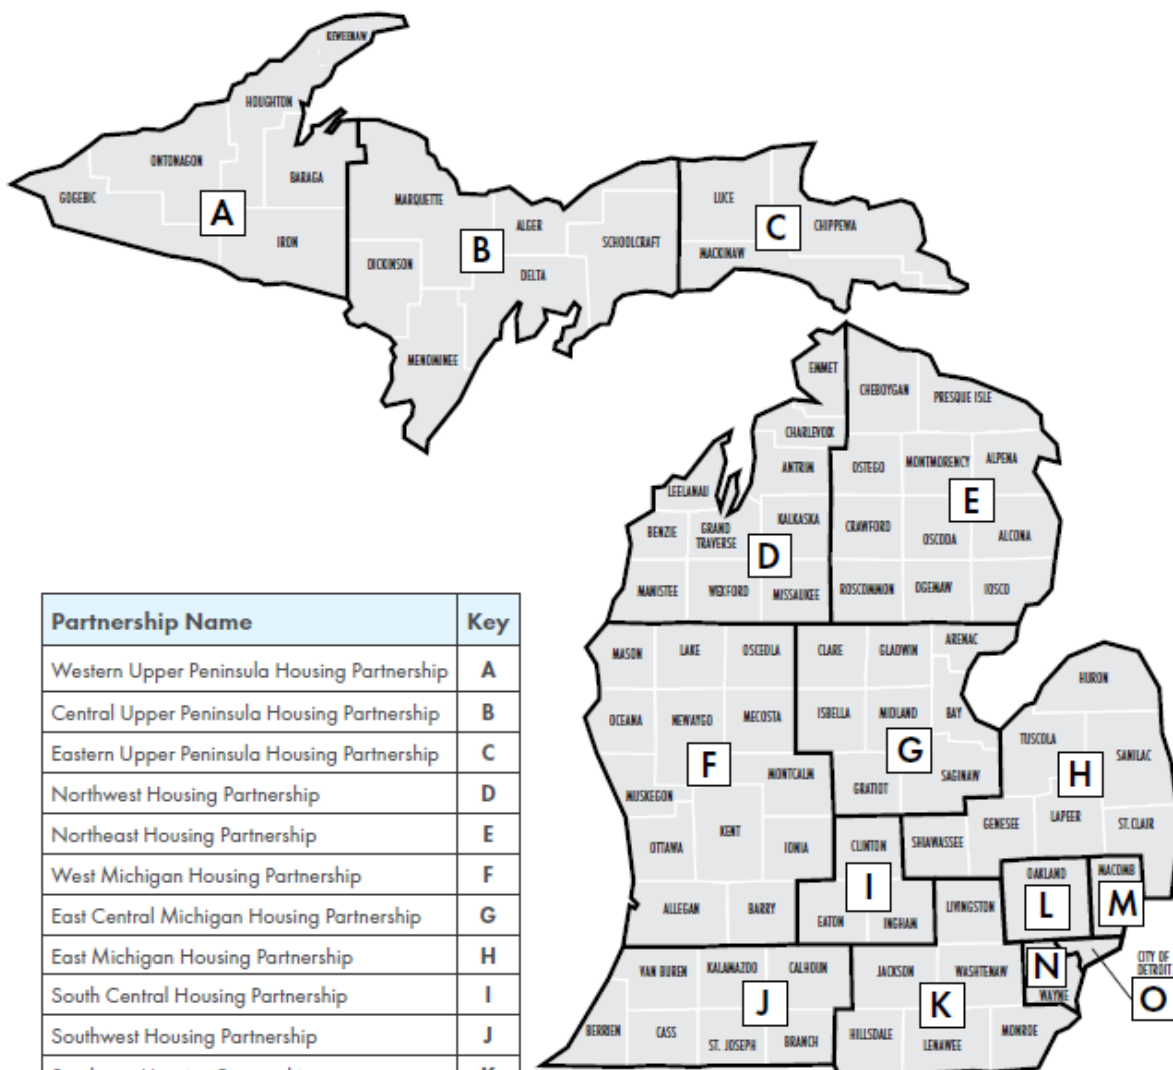 KEWEENAW
HOUGHTON
ONTONAGON
BARAGA
GOGEBIC
A
IRON
MARQUETTE
ALGER
B
SCHOOLCRAFT
DICKINSON
DELTA
MENOMINEE
LUCE
C
CHIPPEWA
MACKINAW
EMMET
CHEBOYGAN
PRESQUE ISLE
CHARLEVOIX
ANTRIM
OSTEGO
MONTMORENCY
ALPENA
LEELANAU
E
BENZIE
GRAND
TRAVERSE
KALKASKA
CRAWFORD
OSCODA
ALCONA
D
MANISTEE
WEXFORD
MISSAUKEE
ROSCOMMON
OGEMAW
IOSCO
MASON
LAKE
OSCEOLA
CLARE
GLADWIN
ARENAC
HURON
OCEANA
NEWAYGO
MECOSTA
ISBELLA
MIDLAND
BAY
TUSCOLA
SANILAC
F
G
H
MONTCALM
SAGINAW
MUSKEGON
GRATIOT
KENT
OTTAWA
IONIA
CLINTON
SHIAWASSEE
GENESEE
LAPEER
ST. CLAIR
I
OAKLAND
MACOMB
L
M
ALLEGAN
BARRY
EATON
INGHAM
LIVINGSTON
VAN BUREN
KALAMAZOO
CALHOUN
JACKSON
WASHTENAW
N
WAYNE
CITY OF
DETROIT
O
J
K
BERRIEN
CASS
ST. JOSEPH
BRANCH
HILLSDALE
LENAWEE
MONROE
Partnership Name Key
Western Upper Peninsula Housing Partnership A
Central Upper Peninsula Housing Partnership B
Eastern Upper Peninsula Housing Partnership C
Northwest Housing Partnership D
Northeast Housing Partnership E
West Michigan Housing Partnership F
East Central Michigan Housing Partnership G
East Michigan Housing Partnership H
South Central Housing Partnership I
Southwest Housing Partnership J